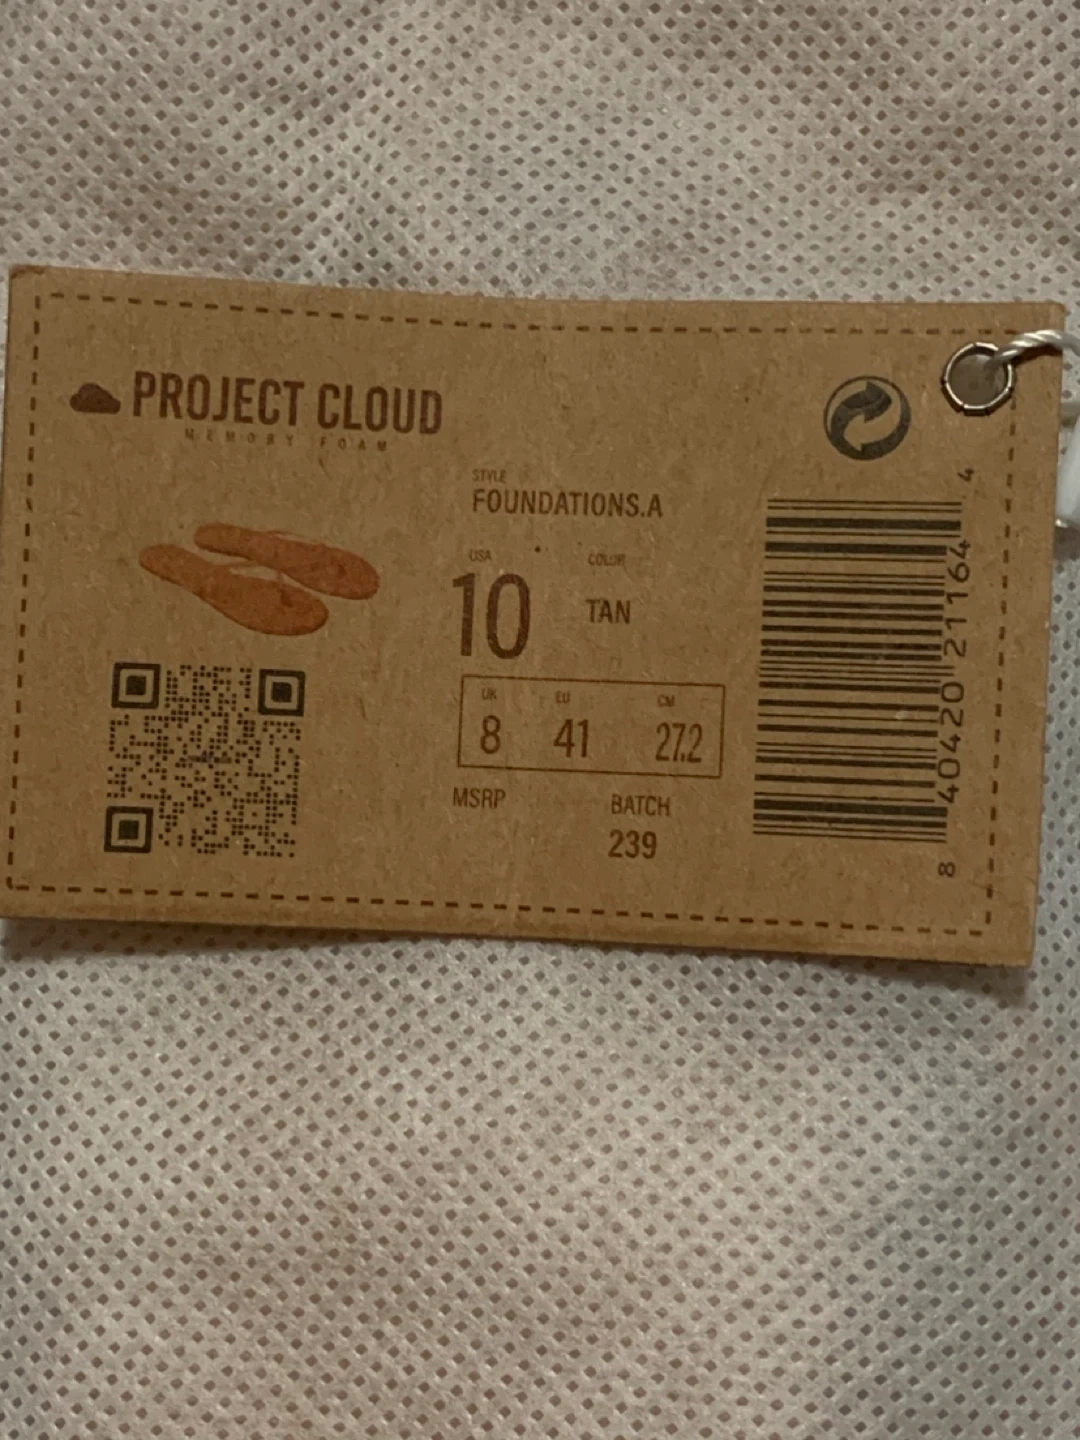 PROJECT CLOUD
MEMORY FOAM
STYLE
FOUNDATIONS.A
USA
COLOR
10
TAN
UK EU CM
8 41 27.2
MSRP BATCH
239
8 40420 21164 4